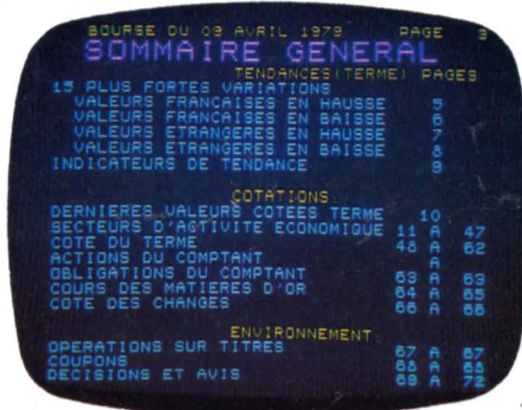 BOURSE DU 09 AVRIL 1979 PAGE 3
SOMMAIRE GENERAL
TENDANCES(TERME) PAGES
15 PLUS FORTES VARIATIONS
VALEURS FRANCAISES EN HAUSSE 5
VALEURS FRANCAISES EN BAISSE 6
VALEURS ETRANGERES EN HAUSSE 7
VALEURS ETRANGERES EN BAISSE 8
INDICATEURS DE TENDANCE 9
COTATIONS
DERNIERES VALEURS COTEES TERME 10
SECTEURS D'ACTIVITE ECONOMIQUE 11 A 47
COTE DU TERME 48 A 62
ACTIONS DU COMPTANT A
OBLIGATIONS DU COMPTANT 63 A 63
COURS DES MATIERES D'OR 64 A 65
COTE DES CHANGES 66 A 66
ENVIRONNEMENT
OPERATIONS SUR TITRES 67 A 67
COUPONS 68 A 68
DECISIONS ET AVIS 69 A 72